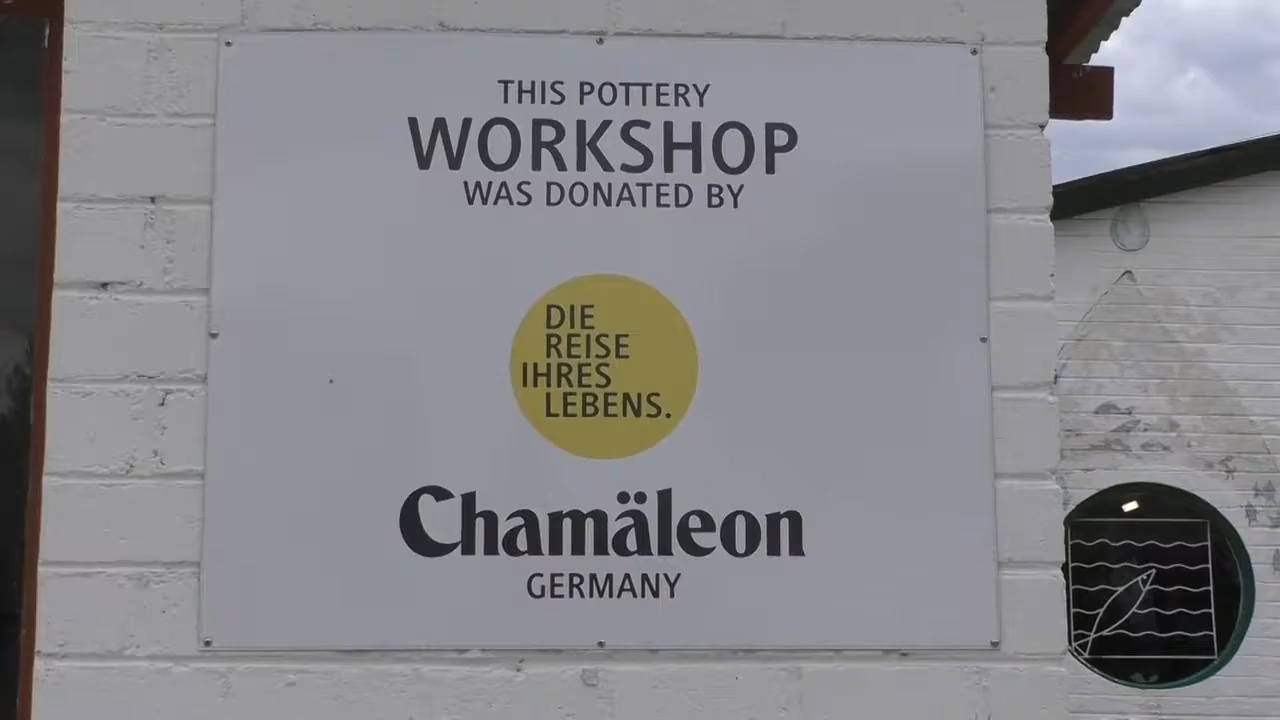 THIS POTTERY
WORKSHOP
WAS DONATED BY
DIE
REISE
IHRES
LEBENS.
Chamäleon
GERMANY